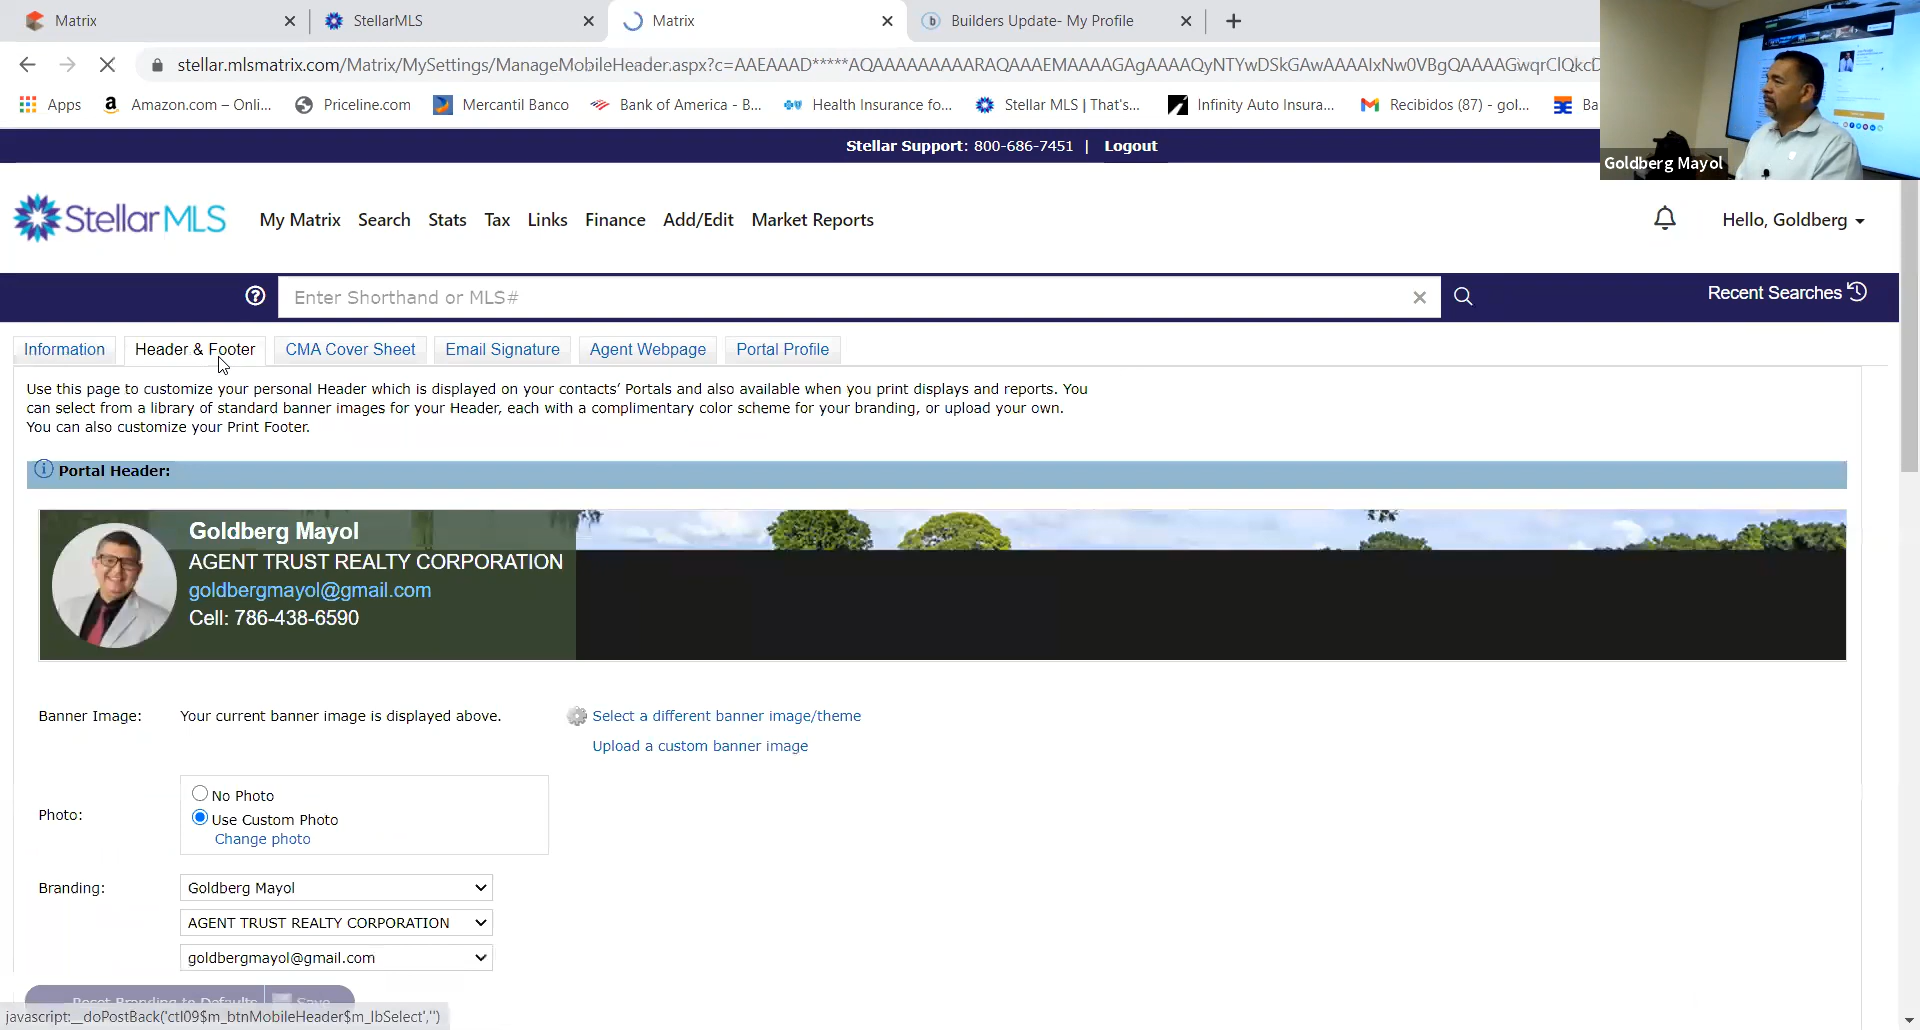 Matrix
StellarMLS
Matrix
Builders Update- My Profile
stellar.mlsmatrix.com/Matrix/MySettings/ManageMobileHeader.aspx?c=AAEAAAD*****AQAAAAAAAAARAQAAAEMAAAAGAgAAAAQyNTYwDSkGAwAAAAIxNw0VBgQAAAAGwqrClQkcD
Apps
Amazon.com – Onli...
Priceline.com
Mercantil Banco
Bank of America - B...
Health Insurance fo...
Stellar MLS | That's...
Infinity Auto Insura...
Recibidos (87) - gol...
Ba
Goldberg Mayol
Stellar Support: 800-686-7451 | Logout
StellarMLS
My Matrix Search Stats Tax Links Finance Add/Edit Market Reports
Hello, Goldberg
Enter Shorthand or MLS#
Recent Searches
Information
Header & Footer
CMA Cover Sheet
Email Signature
Agent Webpage
Portal Profile
Use this page to customize your personal Header which is displayed on your contacts' Portals and also available when you print displays and reports. You
can select from a library of standard banner images for your Header, each with a complimentary color scheme for your branding, or upload your own.
You can also customize your Print Footer.
Portal Header:
Goldberg Mayol
AGENT TRUST REALTY CORPORATION
goldbergmayol@gmail.com
Cell: 786-438-6590
Banner Image:
Your current banner image is displayed above.
Select a different banner image/theme
Upload a custom banner image
Photo:
No Photo
Use Custom Photo
Change photo
Branding:
Goldberg Mayol
AGENT TRUST REALTY CORPORATION
goldbergmayol@gmail.com
Reset Branding to Defaults
Save
javascript:__doPostBack('ctl09$m_btnMobileHeader$m_lbSelect','')